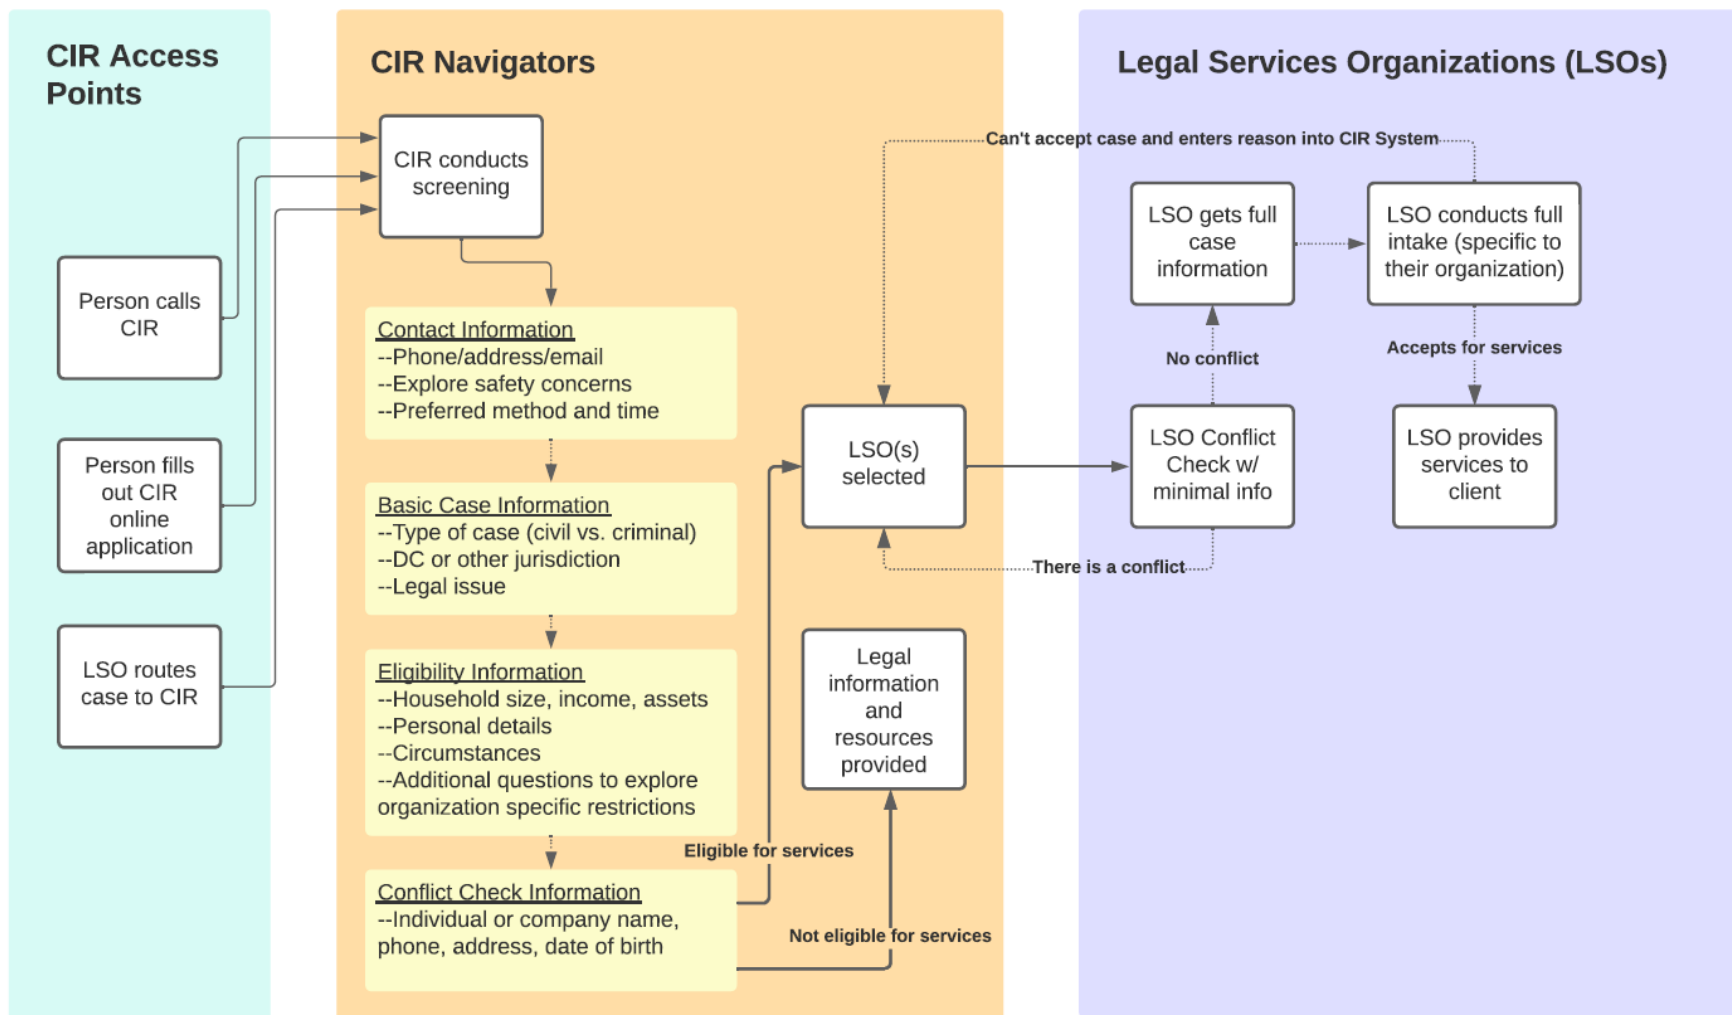 CIR Access
Points
Person calls
CIR
Person fills
out CIR
online
application
LSO routes
case to CIR
CIR Navigators
CIR conducts
screening
Contact Information
--Phone/address/email
--Explore safety concerns
--Preferred method and time
Basic Case Information
--Type of case (civil vs. criminal)
--DC or other jurisdiction
--Legal issue
Eligibility Information
--Household size, income, assets
--Personal details
--Circumstances
--Additional questions to explore
organization specific restrictions
Conflict Check Information
--Individual or company name,
phone, address, date of birth
Eligible for services
Not eligible for services
LSO(s)
selected
Legal
information
and
resources
provided
Legal Services Organizations (LSOs)
Can't accept case and enters reason into CIR System
LSO gets full
case
information
LSO conducts full
intake (specific to
their organization)
No conflict
Accepts for services
LSO Conflict
Check w/
minimal info
LSO provides
services to
client
There is a conflict